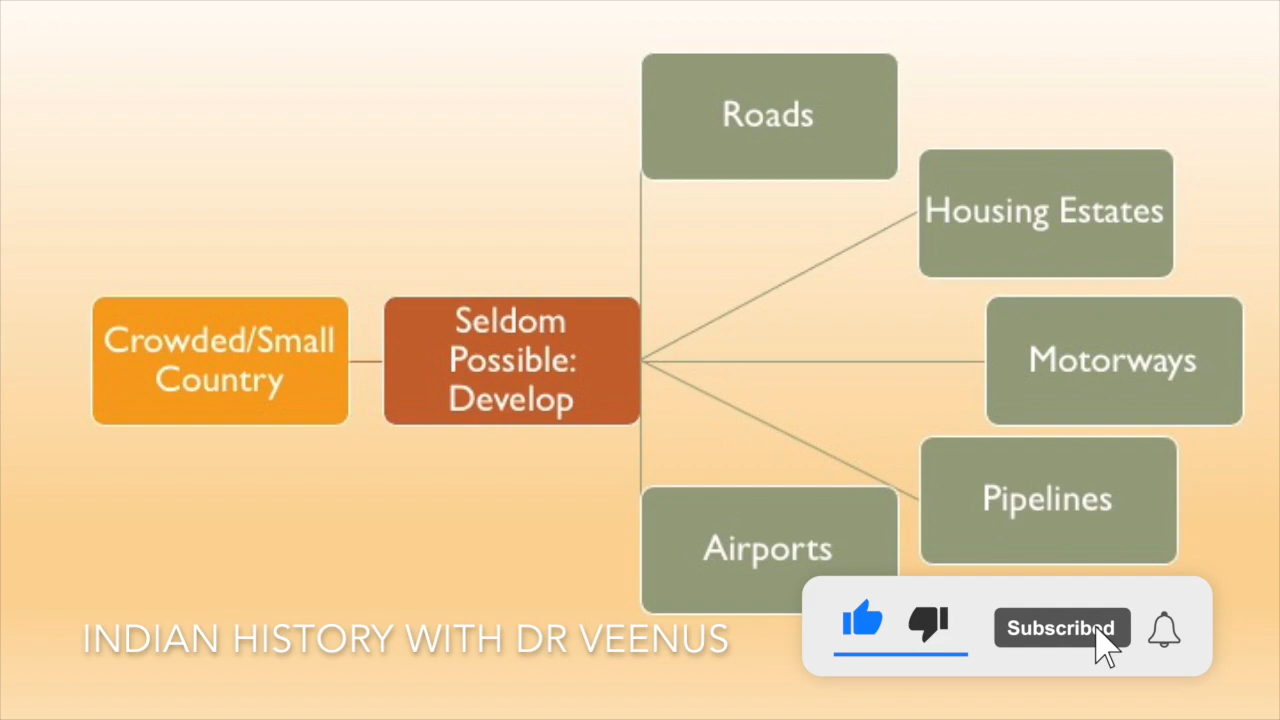 Roads
Housing Estates
Crowded/Small
Country
Seldom
Possible:
Develop
Motorways
Pipelines
Airports
INDIAN HISTORY WITH DR VEENUS
Subscribed